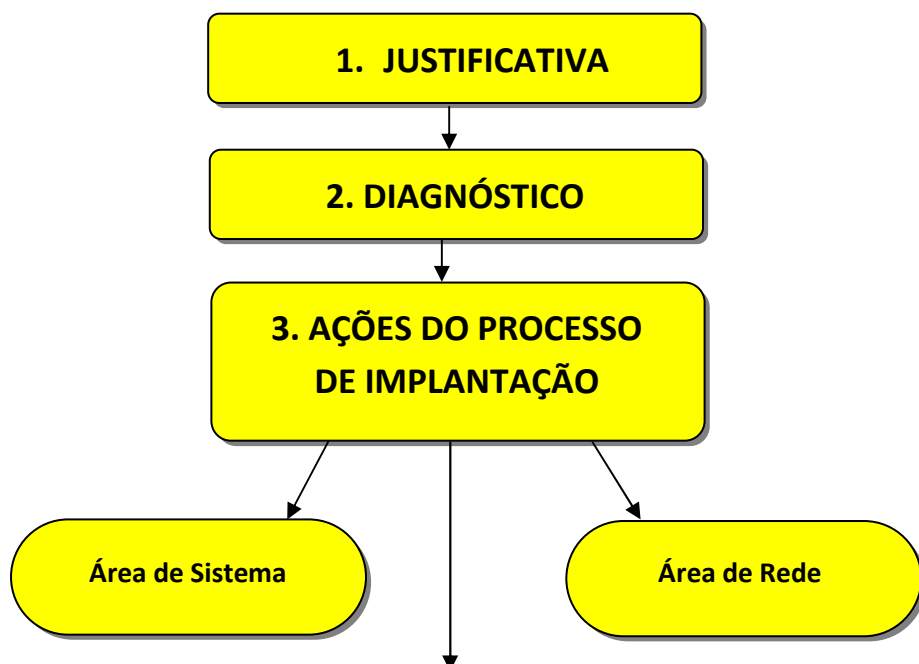 1. JUSTIFICATIVA
2. DIAGNÓSTICO
3. AÇÕES DO PROCESSO
DE IMPLANTAÇÃO
Área de Sistema
Área de Rede